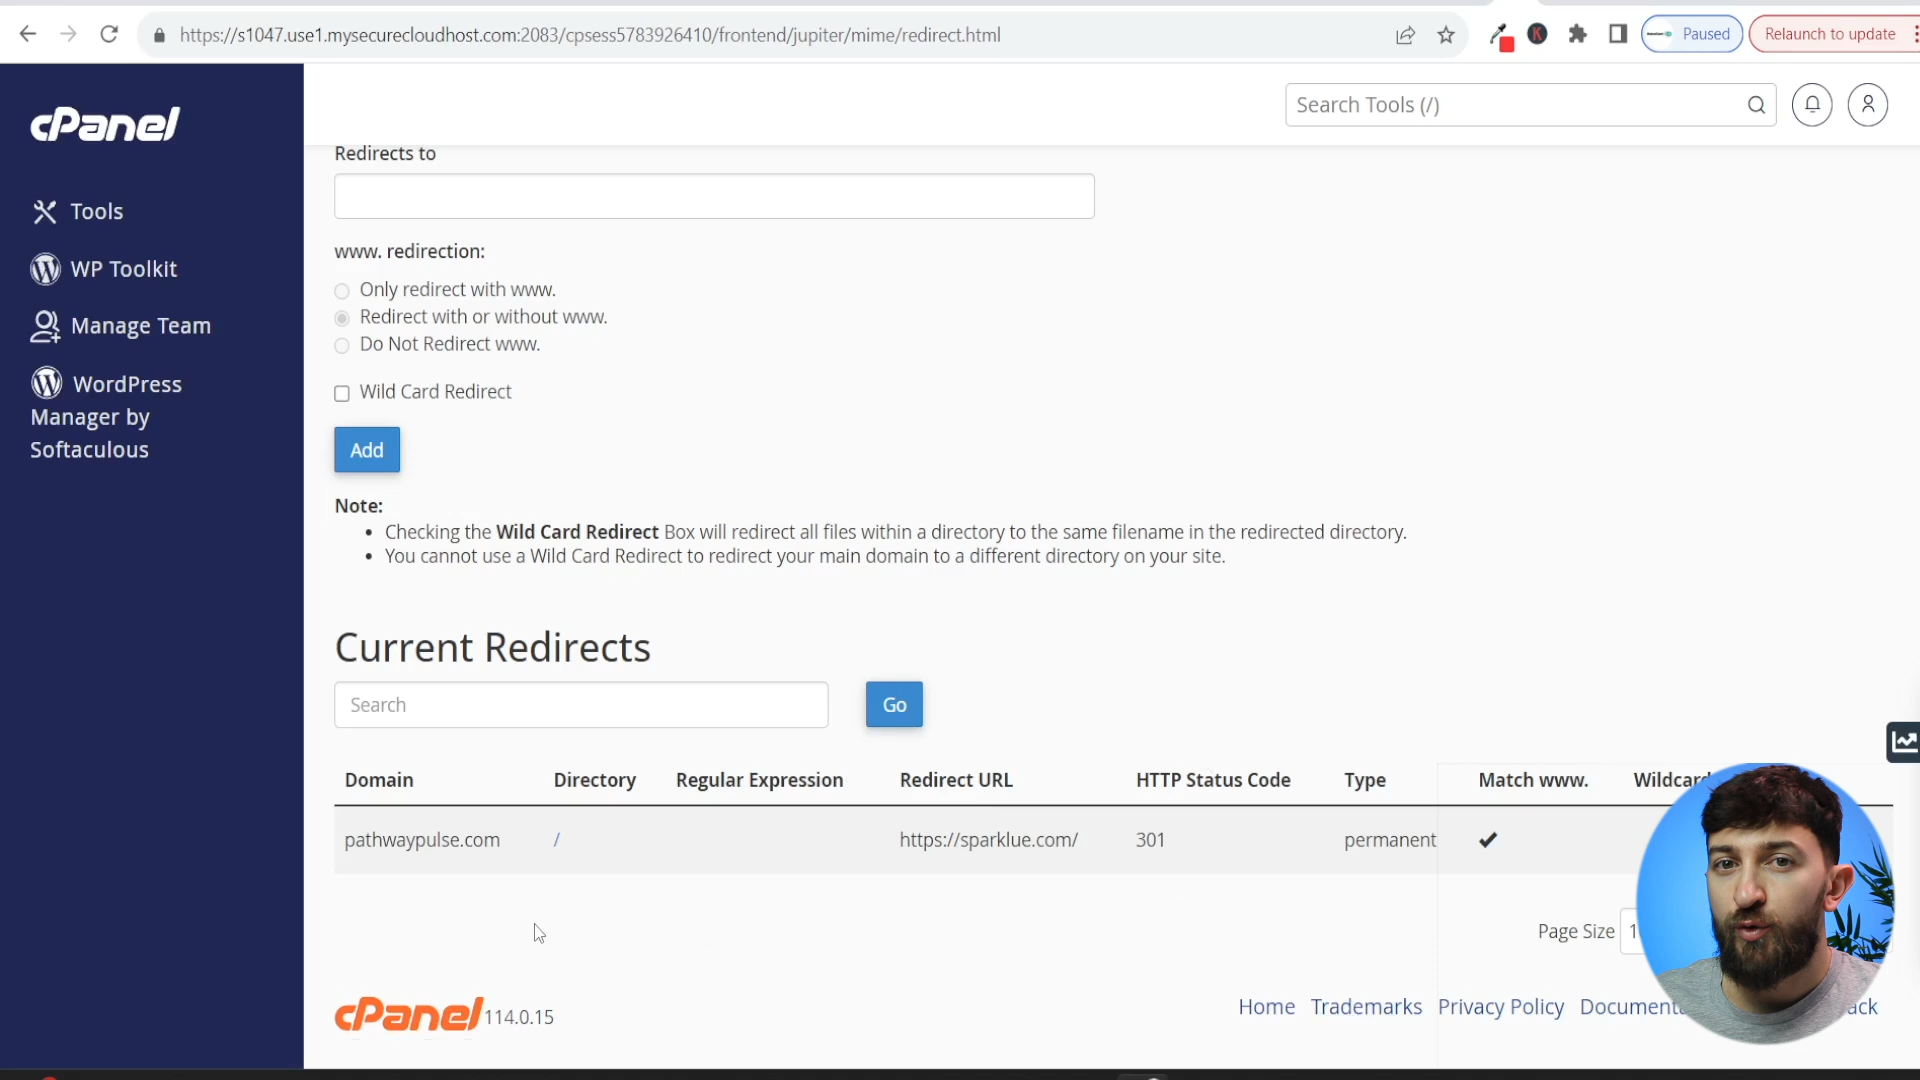 https://s1047.use1.mysecurecloudhost.com:2083/cpsess5783926410/frontend/jupiter/mime/redirect.html
K
Paused
Relaunch to update
cPanel
Search Tools (/)
Tools
WP Toolkit
Manage Team
WordPress
Manager by
Softaculous
Redirects to
www. redirection:
Only redirect with www.
Redirect with or without www.
Do Not Redirect www.
Wild Card Redirect
Add
Note:
Checking the Wild Card Redirect Box will redirect all files within a directory to the same filename in the redirected directory.
You cannot use a Wild Card Redirect to redirect your main domain to a different directory on your site.
Current Redirects
Search
Go
Domain Directory Regular Expression Redirect URL HTTP Status Code Type Match www. Wildcard
pathwaypulse.com / https://sparklue.com/ 301 permanent
Page Size
cPanel 114.0.15
Home Trademarks Privacy Policy